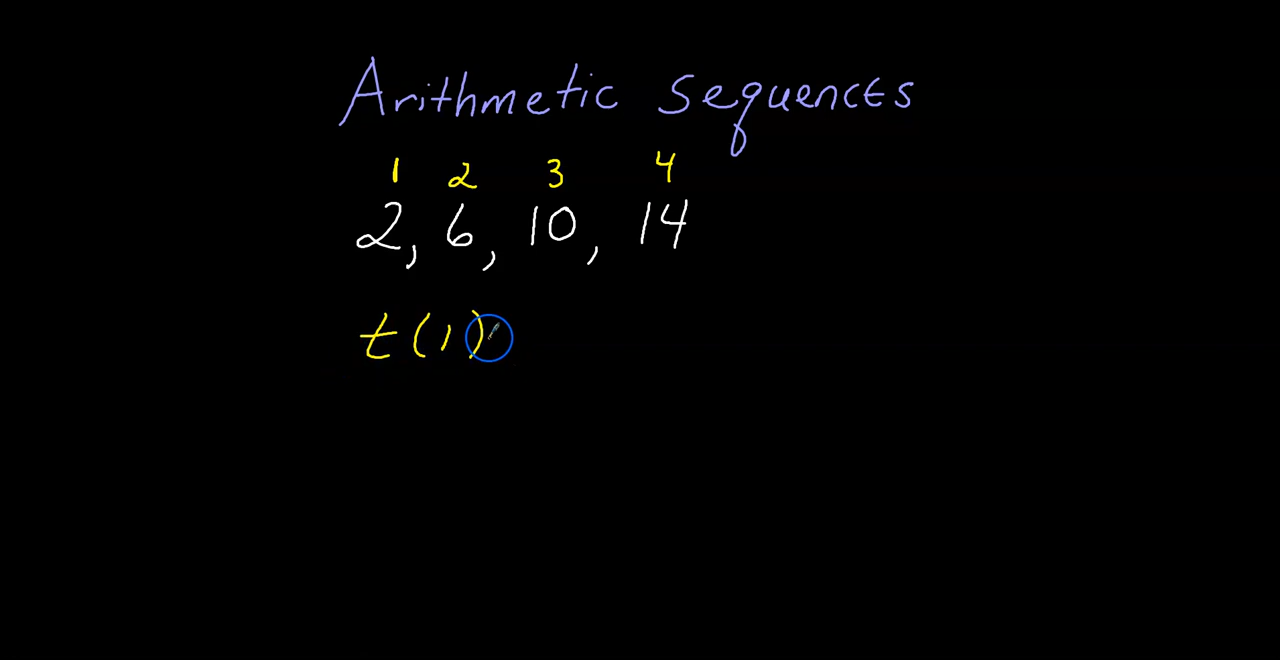 Arithmetic Sequences
1 2 3 4
2, 6, 10, 14
t(1)